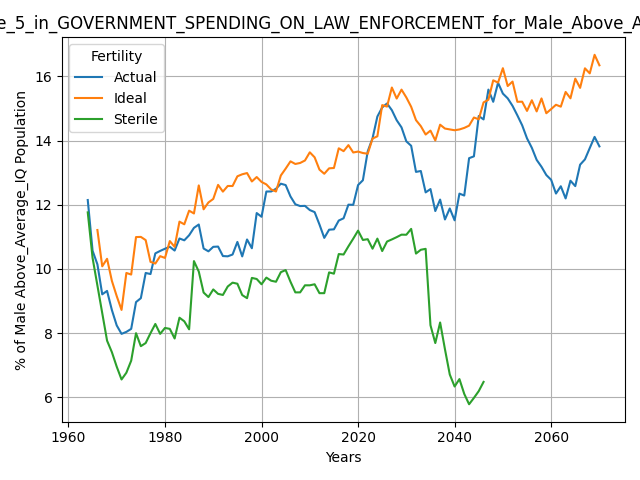 e_5_in_GOVERNMENT_SPENDING_ON_LAW_ENFORCEMENT_for_Male_Above_A
Fertility
Actual
Ideal
Sterile
% of Male Above_Average_IQ Population
16
14
12
10
8
6
1960 1980 2000 2020 2040 2060
Years